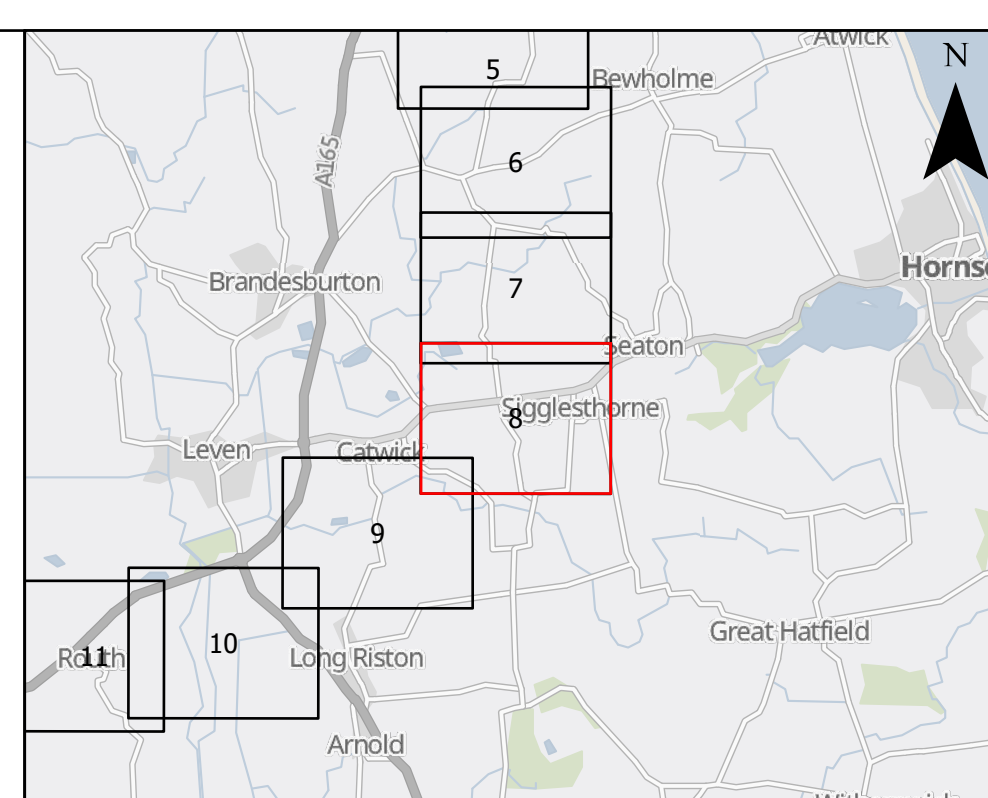 Atwick
N
5
Bewholme
A165
6
Hornse
Brandesburton
7
Seaton
Sigglesthorne
8
Leven
Catwick
9
Great Hatfield
10
Routh
11
Long Riston
Arnold